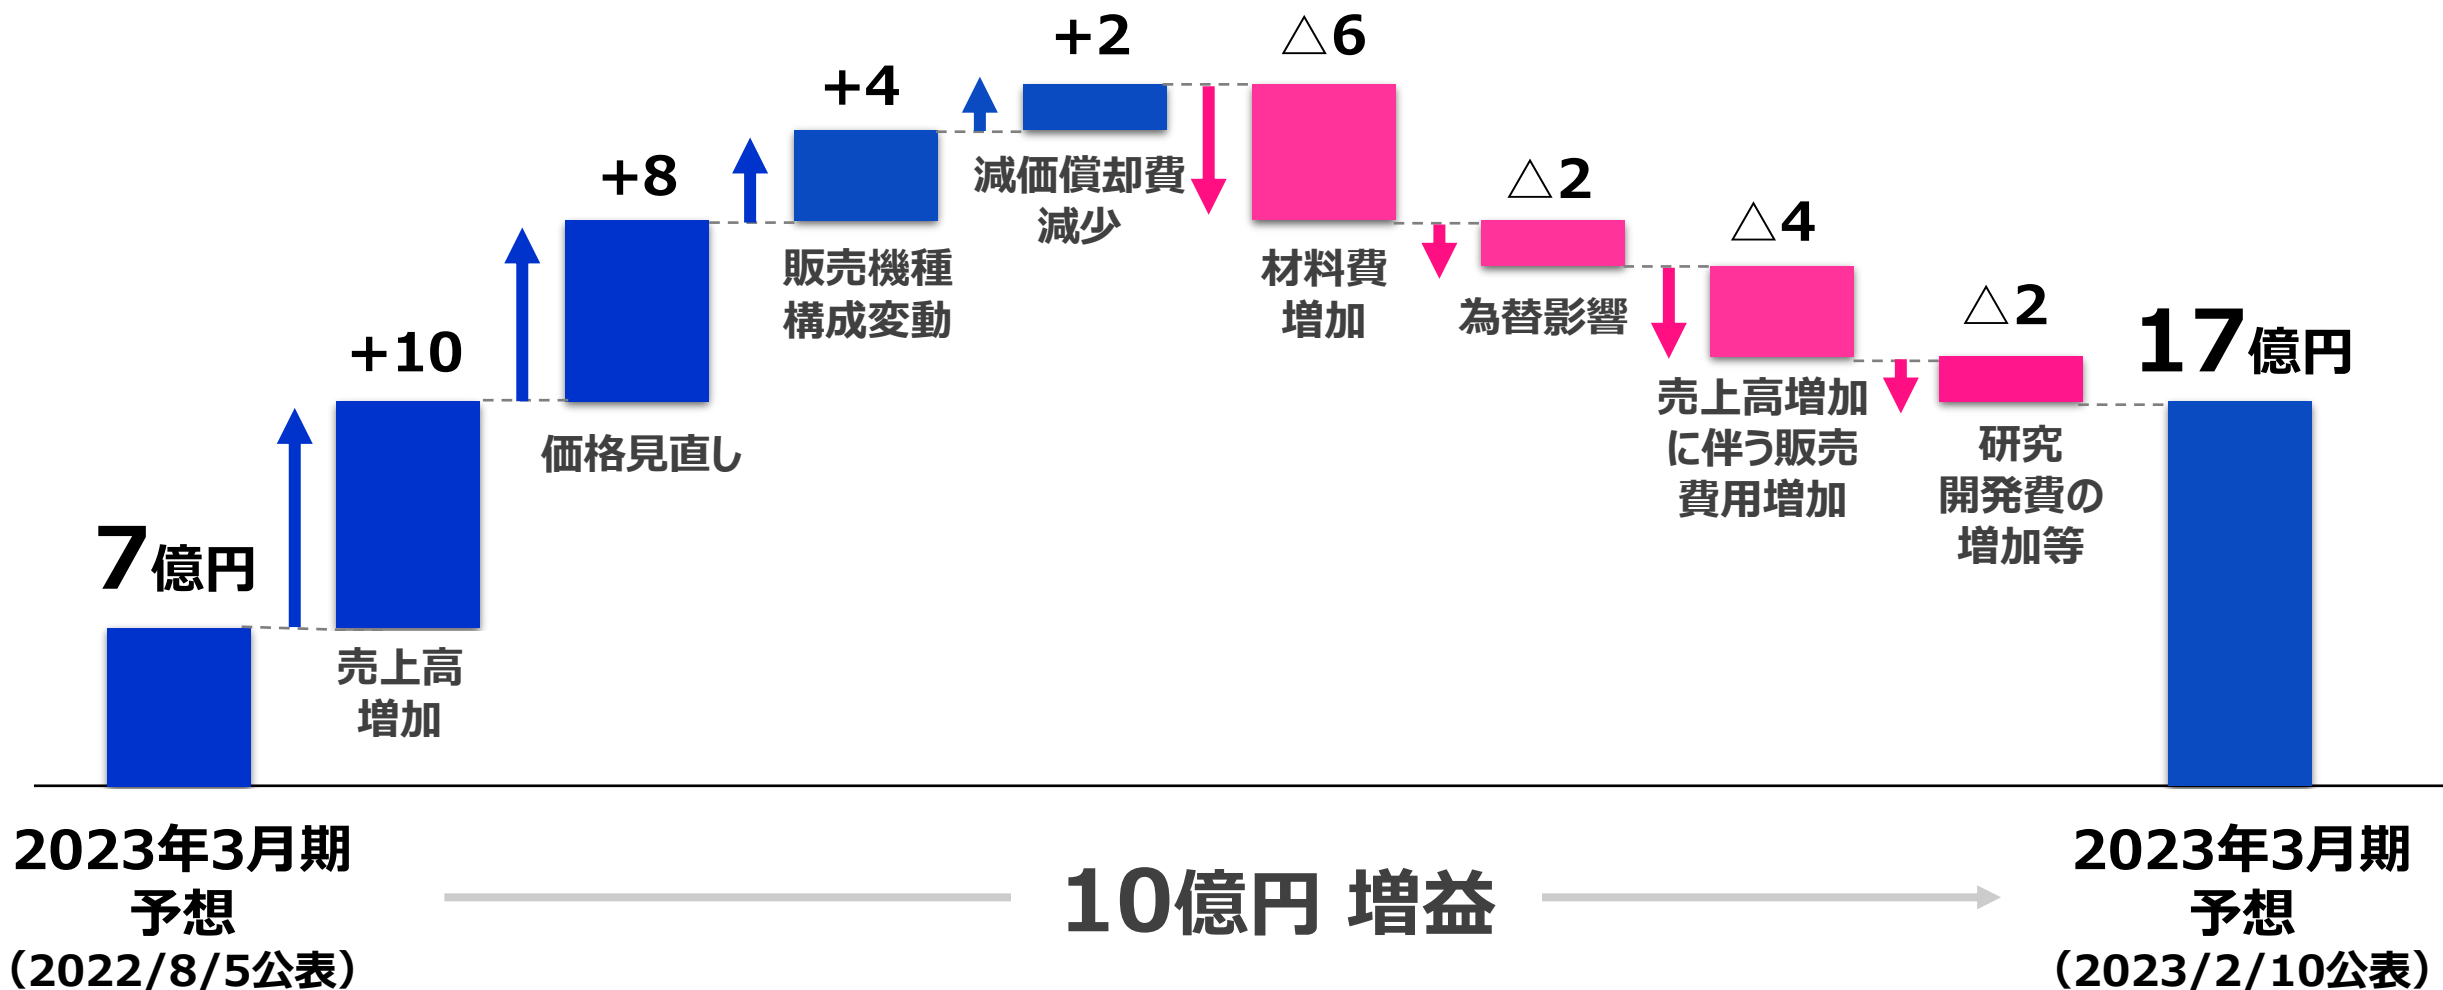 7億円
+10
売上高
増加
+8
価格見直し
+4
販売機種
構成変動
+2
減価償却費
減少
△6
材料費
増加
△2
為替影響
△4
売上高増加
に伴う販売
費用増加
△2
研究
開発費の
増加等
17億円
2023年3月期
予想
（2022/8/5公表）
10億円 増益
2023年3月期
予想
（2023/2/10公表）